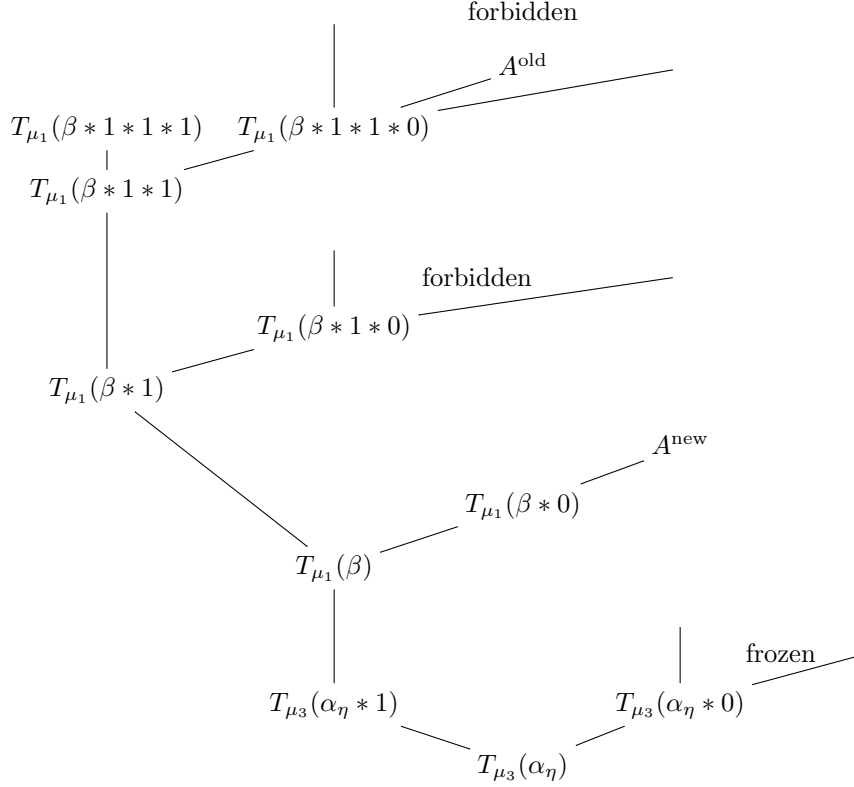 forbidden
A^old
T_{μ_1}(β ∗ 1 ∗ 1 ∗ 1) T_{μ_1}(β ∗ 1 ∗ 1 ∗ 0)
T_{μ_1}(β ∗ 1 ∗ 1)
forbidden
T_{μ_1}(β ∗ 1 ∗ 0)
T_{μ_1}(β ∗ 1)
A^new
T_{μ_1}(β ∗ 0)
T_{μ_1}(β)
frozen
T_{μ_3}(α_η ∗ 1) T_{μ_3}(α_η ∗ 0)
T_{μ_3}(α_η)